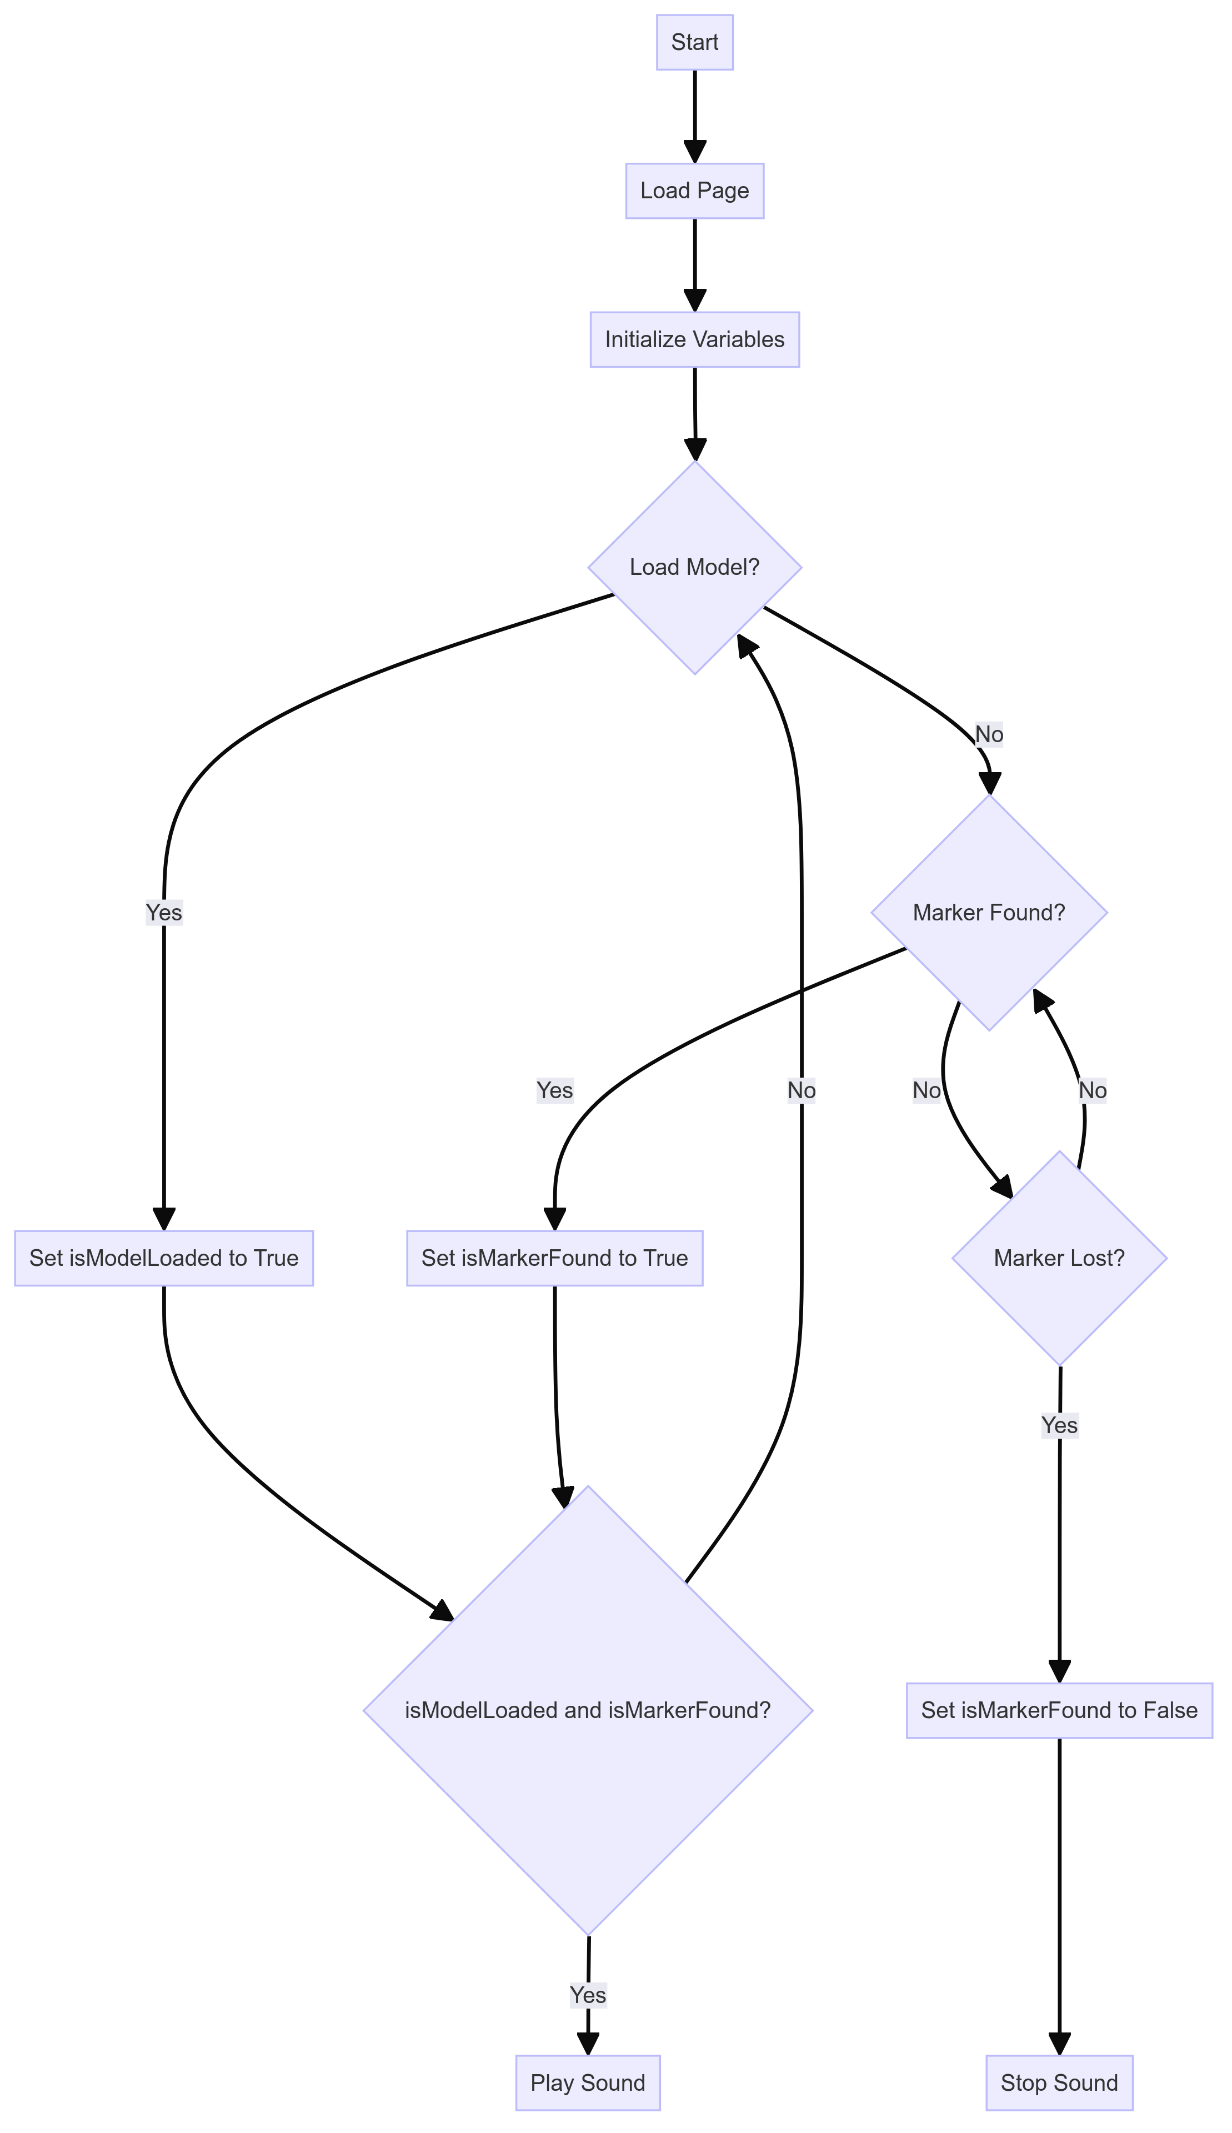 Start
Load Page
Initialize Variables
Load Model?
No
Yes
Marker Found?
Yes
No
No
No
Set isModelLoaded to True
Set isMarkerFound to True
Marker Lost?
Yes
isModelLoaded and isMarkerFound?
Set isMarkerFound to False
Yes
Play Sound
Stop Sound